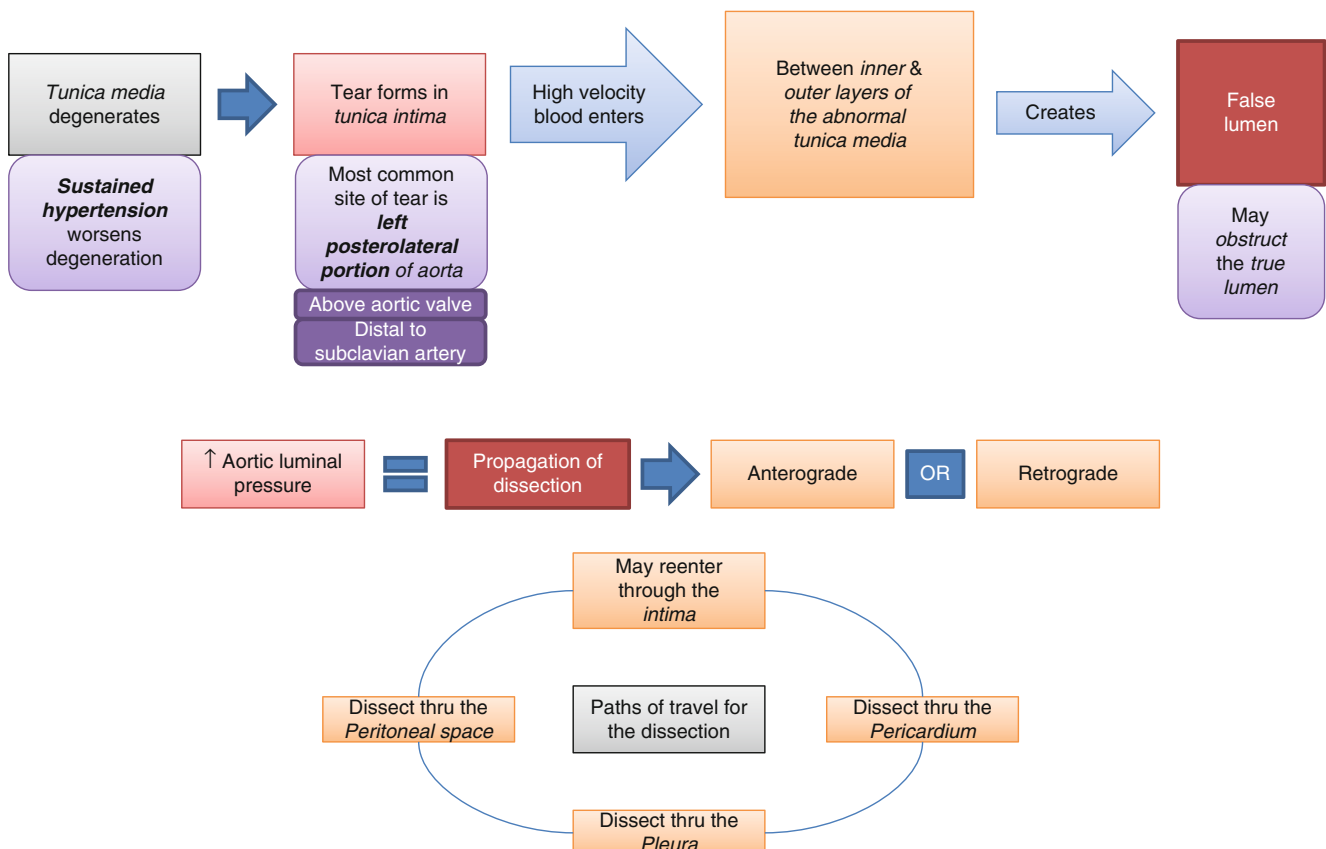 Tunica media
degenerates
Sustained
hypertension
worsens
degeneration
Tear forms in
tunica intima
Most common
site of tear is
left
posterolateral
portion of aorta
Above aortic valve
Distal to
subclavian artery
High velocity
blood enters
Between inner &
outer layers of
the abnormal
tunica media
Creates
False
lumen
May
obstruct
the true
lumen
↑ Aortic luminal
pressure
=
Propagation of
dissection
Anterograde
OR
Retrograde
May reenter
through the
intima
Dissect thru the
Peritoneal space
Paths of travel for
the dissection
Dissect thru the
Pericardium
Dissect thru the
Pleura